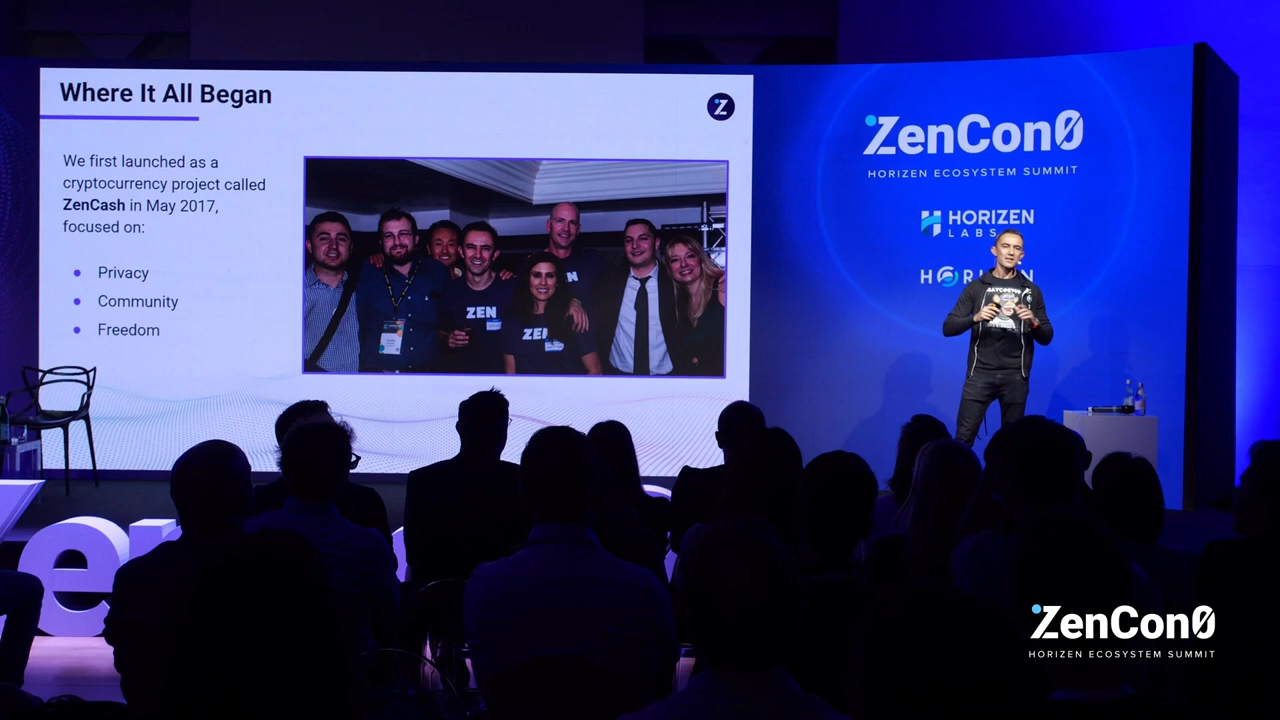 Where It All Began
We first launched as a
cryptocurrency project called
ZenCash in May 2017,
focused on:
Privacy
Community
Freedom
ZEN
ZenCon0
HORIZEN ECOSYSTEM SUMMIT
HORIZEN
LABS
ZenCon0
HORIZEN ECOSYSTEM SUMMIT